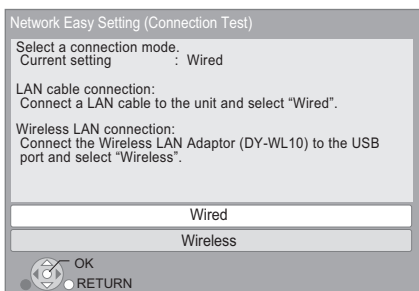 Network Easy Setting (Connection Test)
Select a connection mode.
Current setting : Wired
LAN cable connection:
Connect a LAN cable to the unit and select “Wired”.
Wireless LAN connection:
Connect the Wireless LAN Adaptor (DY-WL10) to the USB
port and select “Wireless”.
Wired
Wireless
OK
RETURN